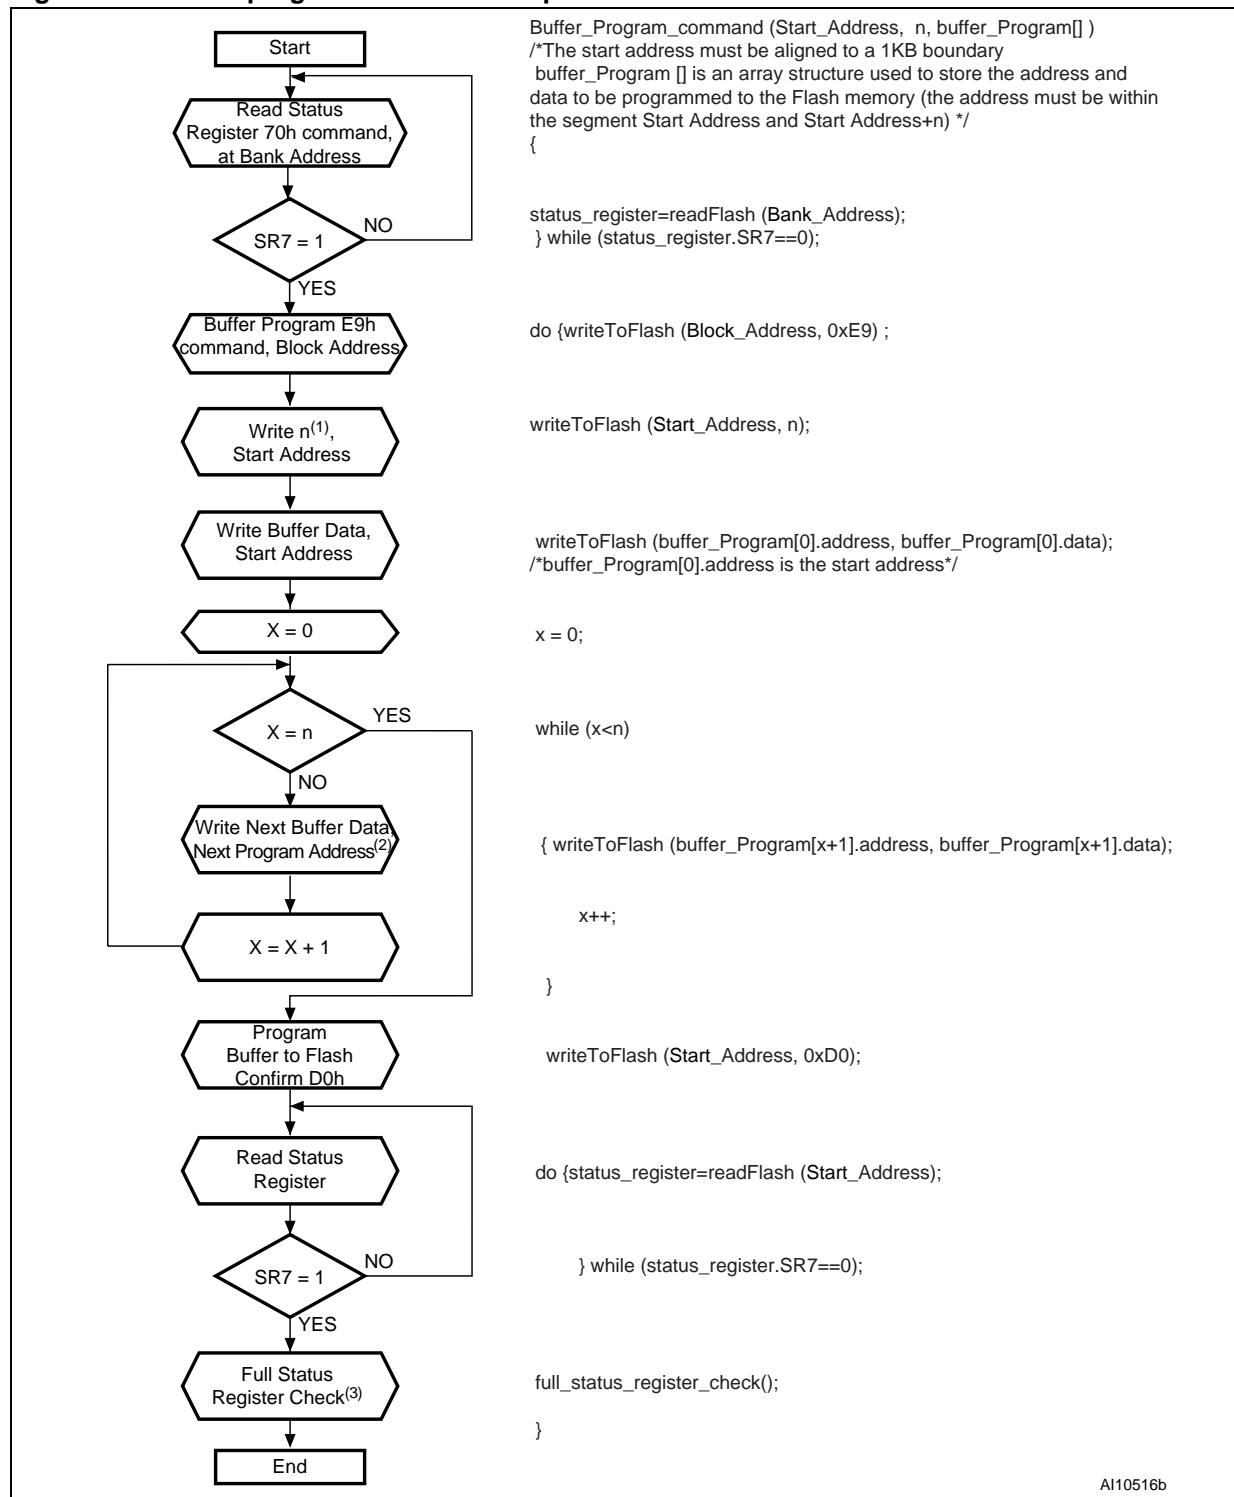 Start
Read Status
Register 70h command,
at Bank Address
SR7 = 1
NO
YES
Buffer Program E9h
command, Block Address
Write n(1),
Start Address
Write Buffer Data,
Start Address
X = 0
X = n
YES
NO
Write Next Buffer Data,
Next Program Address(2)
X = X + 1
Program
Buffer to Flash
Confirm D0h
Read Status
Register
SR7 = 1
NO
YES
Full Status
Register Check(3)
End
Buffer_Program_command (Start_Address, n, buffer_Program[] )
/*The start address must be aligned to a 1KB boundary
buffer_Program [] is an array structure used to store the address and
data to be programmed to the Flash memory (the address must be within
the segment Start Address and Start Address+n) */
{
status_register=readFlash (Bank_Address);
} while (status_register.SR7==0);
do {writeToFlash (Block_Address, 0xE9) ;
writeToFlash (Start_Address, n);
writeToFlash (buffer_Program[0].address, buffer_Program[0].data);
/*buffer_Program[0].address is the start address*/
x = 0;
while (x<n)
{ writeToFlash (buffer_Program[x+1].address, buffer_Program[x+1].data);
x++;
}
writeToFlash (Start_Address, 0xD0);
do {status_register=readFlash (Start_Address);
} while (status_register.SR7==0);
full_status_register_check();
}
AI10516b